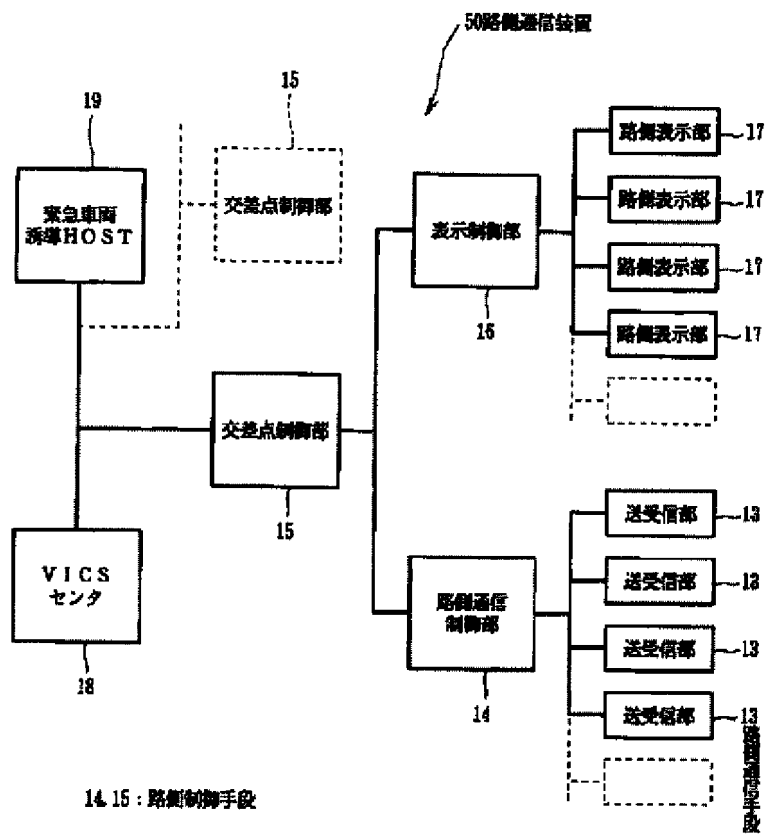 50路側通信装置
19
緊急車両
誘導HOST
15
交差点制御部
表示制御部
16
路側表示部 17
路側表示部 17
路側表示部 17
路側表示部 17
交差点制御部
15
VICS
センタ
18
路側通信
制御部
14
送受信部 13
送受信部 13
送受信部 13
送受信部 13
14,15:路側制御手段